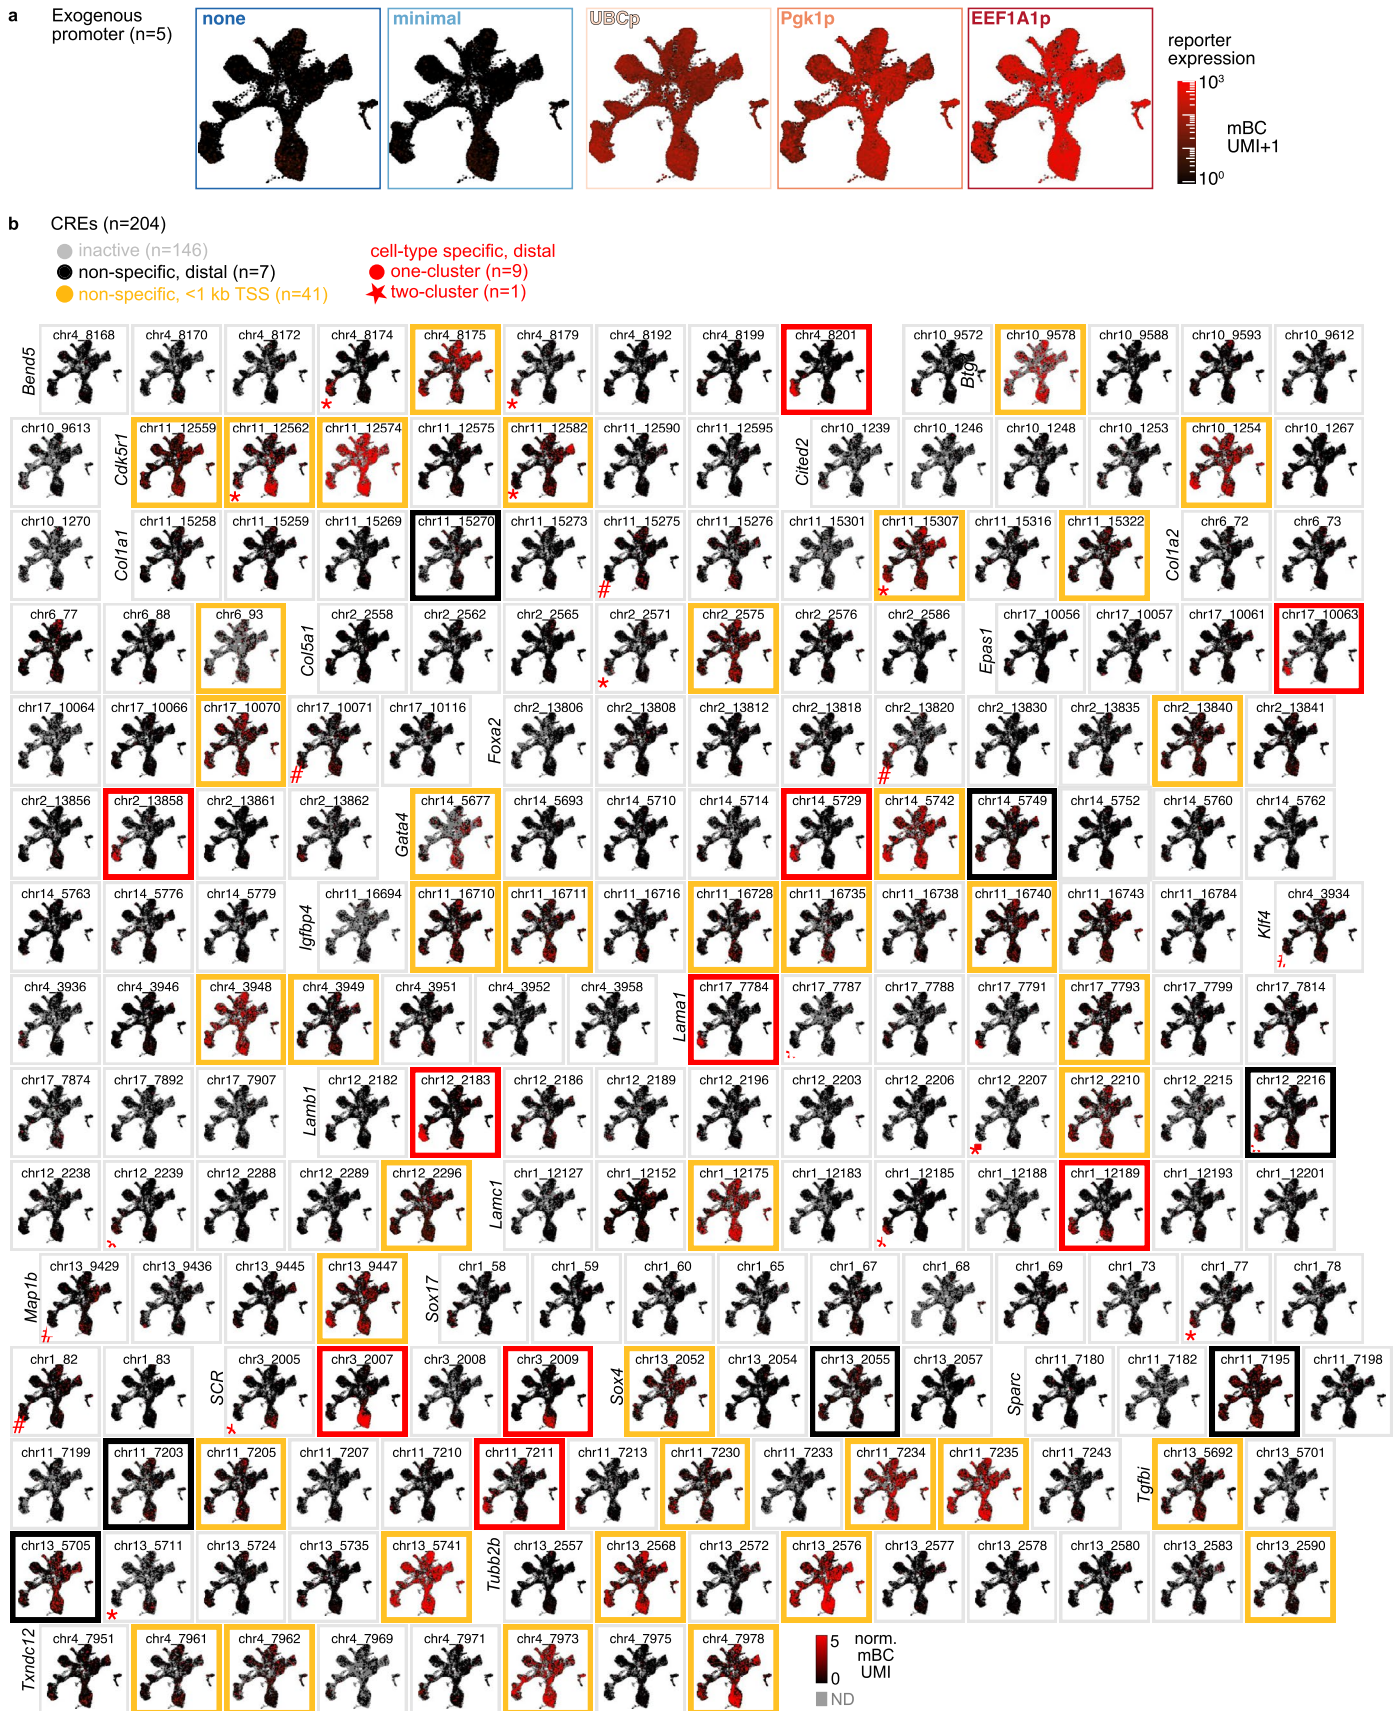 a Exogenous promoter (n=5)
none minimal UBCp Pgk1p EEF1A1p
reporter expression
10³
mBC UMI+1
10⁰
b CREs (n=204)
inactive (n=146)
non-specific, distal (n=7)
non-specific, <1 kb TSS (n=41)
cell-type specific, distal
one-cluster (n=9)
two-cluster (n=1)
Bend5 chr4_8168 chr4_8170 chr4_8172 chr4_8174 chr4_8175 chr4_8179 chr4_8192 chr4_8199 chr4_8201 chr10_9572 Btg1 chr10_9578 chr10_9588 chr10_9593 chr10_9612
* *
chr10_9613 Cdk5r1 chr11_12559 chr11_12562 chr11_12574 chr11_12575 chr11_12582 chr11_12590 chr11_12595 Cited2 chr10_1239 chr10_1246 chr10_1248 chr10_1253 chr10_1254 chr10_1267
* *
chr10_1270 Col1a1 chr11_15258 chr11_15259 chr11_15269 chr11_15270 chr11_15273 chr11_15275 chr11_15276 chr11_15301 chr11_15307 chr11_15316 chr11_15322 Col1a2 chr6_72 chr6_73
# *
chr6_77 chr6_88 chr6_93 Col5a1 chr2_2558 chr2_2562 chr2_2565 chr2_2571 chr2_2575 chr2_2576 chr2_2586 Epas1 chr17_10056 chr17_10057 chr17_10061 chr17_10063
*
chr17_10064 chr17_10066 chr17_10070 chr17_10071 chr17_10116 Foxa2 chr2_13806 chr2_13808 chr2_13812 chr2_13818 chr2_13820 chr2_13830 chr2_13835 chr2_13840 chr2_13841
# #
chr2_13856 chr2_13858 chr2_13861 chr2_13862 Gata4 chr14_5677 chr14_5693 chr14_5710 chr14_5714 chr14_5729 chr14_5742 chr14_5749 chr14_5752 chr14_5760 chr14_5762
chr14_5763 chr14_5776 chr14_5779 Igfbp4 chr11_16694 chr11_16710 chr11_16711 chr11_16716 chr11_16728 chr11_16735 chr11_16738 chr11_16740 chr11_16743 chr11_16784 Klf4 chr4_3934
#
chr4_3936 chr4_3946 chr4_3948 chr4_3949 chr4_3951 chr4_3952 chr4_3958 Lama1 chr17_7784 chr17_7787 chr17_7788 chr17_7791 chr17_7793 chr17_7799 chr17_7814
chr17_7874 chr17_7892 chr17_7907 Lamb1 chr12_2182 chr12_2183 chr12_2186 chr12_2189 chr12_2196 chr12_2203 chr12_2206 chr12_2207 chr12_2210 chr12_2215 chr12_2216
*
chr12_2238 chr12_2239 chr12_2288 chr12_2289 chr12_2296 Lamc1 chr1_12127 chr1_12152 chr1_12175 chr1_12183 chr1_12185 chr1_12188 chr1_12189 chr1_12193 chr1_12201
* *
Map1b chr13_9429 chr13_9436 chr13_9445 chr13_9447 Sox17 chr1_58 chr1_59 chr1_60 chr1_65 chr1_67 chr1_68 chr1_69 chr1_73 chr1_77 chr1_78
# *
chr1_82 chr1_83 SCR chr3_2005 chr3_2007 chr3_2008 chr3_2009 Sox4 chr13_2052 chr13_2054 chr13_2055 chr13_2057 Sparc chr11_7180 chr11_7182 chr11_7195 chr11_7198
# *
chr11_7199 chr11_7203 chr11_7205 chr11_7207 chr11_7210 chr11_7211 chr11_7213 chr11_7230 chr11_7233 chr11_7234 chr11_7235 chr11_7243 Tgfbi chr13_5692 chr13_5701
chr13_5705 chr13_5711 chr13_5724 chr13_5735 chr13_5741 Tubb2b chr13_2557 chr13_2568 chr13_2572 chr13_2576 chr13_2577 chr13_2578 chr13_2580 chr13_2583 chr13_2590
*
Txndc12 chr4_7951 chr4_7961 chr4_7962 chr4_7969 chr4_7971 chr4_7973 chr4_7975 chr4_7978
5 norm. mBC UMI
0
ND